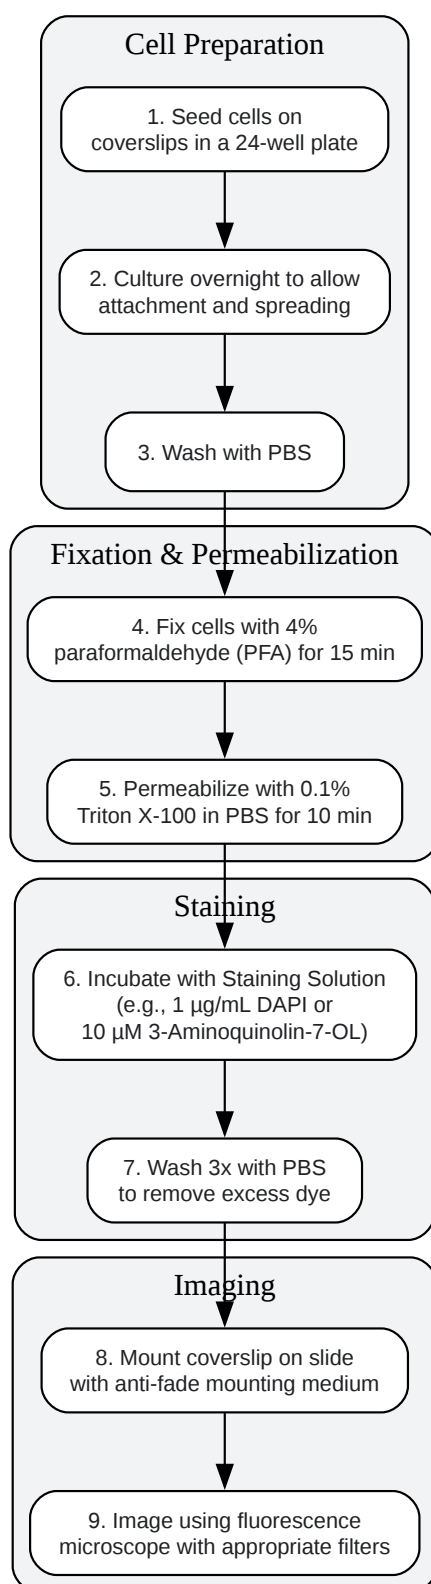 Cell Preparation
1. Seed cells on
coverslips in a 24-well plate
2. Culture overnight to allow
attachment and spreading
3. Wash with PBS
Fixation & Permeabilization
4. Fix cells with 4%
paraformaldehyde (PFA) for 15 min
5. Permeabilize with 0.1%
Triton X-100 in PBS for 10 min
Staining
6. Incubate with Staining Solution
(e.g., 1 µg/mL DAPI or
10 µM 3-Aminoquinolin-7-OL)
7. Wash 3x with PBS
to remove excess dye
Imaging
8. Mount coverslip on slide
with anti-fade mounting medium
9. Image using fluorescence
microscope with appropriate filters